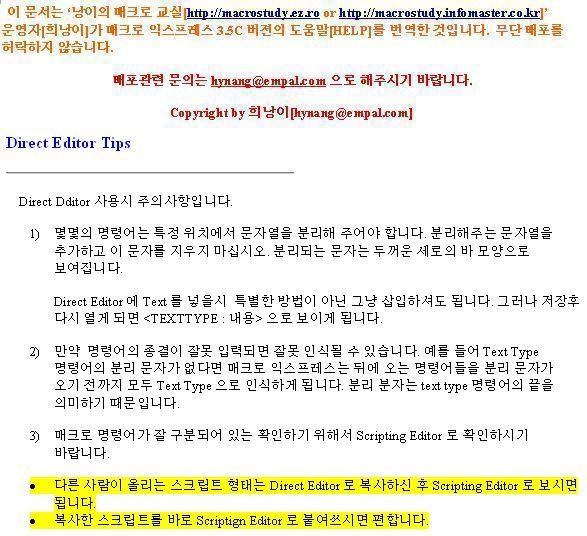 이 문서는 ‘낭이의 매크로 교실[http://macrostudy.ez.ro or http://macrostudy.infomaster.co.kr]’
운영자[희낭이]가 매크로 익스프레스 3.5C 버젼의 도움말[HELP]를 번역한 것입니다. 무단 배포를
허락하지 않습니다.
배포관련 문의는 hynang@empal.com 으로 해주시기 바랍니다.
Copyright by 희낭이[hynang@empal.com]
Direct Editor Tips
Direct Dditor 사용시 주의사항입니다.
1) 몇몇의 명령어는 특정 위치에서 문자열을 분리해 주어야 합니다. 분리해주는 문자열을
추가하고 이 문자를 지우지 마십시오. 분리되는 문자는 두꺼운 세로의 바 모양으로
보여집니다.
Direct Editor 에 Text 를 넣을시 특별한 방법이 아닌 그냥 삽입하셔도 됩니다. 그러나 저장후
다시 열게 되면 <TEXTTYPE : 내용> 으로 보이게 됩니다.
2) 만약 명령어의 종결이 잘못 입력되면 잘못 인식될 수 있습니다. 예를 들어 Text Type
명령어의 분리 문자가 없다면 매크로 익스프레스는 뒤에 오는 명령어들을 분리 문자가
오기 전까지 모두 Text Type 으로 인식하게 됩니다. 분리 분자는 text type 명령어의 끝을
의미하기 때문입니다.
3) 매크로 명령어가 잘 구분되어 있는 확인하기 위해서 Scripting Editor 로 확인하시기
바랍니다.
● 다른 사람이 올리는 스크립트 형태는 Direct Editor 로 복사하신 후 Scripting Editor 로 보시면
됩니다.
● 복사한 스크립트를 바로 Scriptign Editor 로 붙여쓰시면 편합니다.